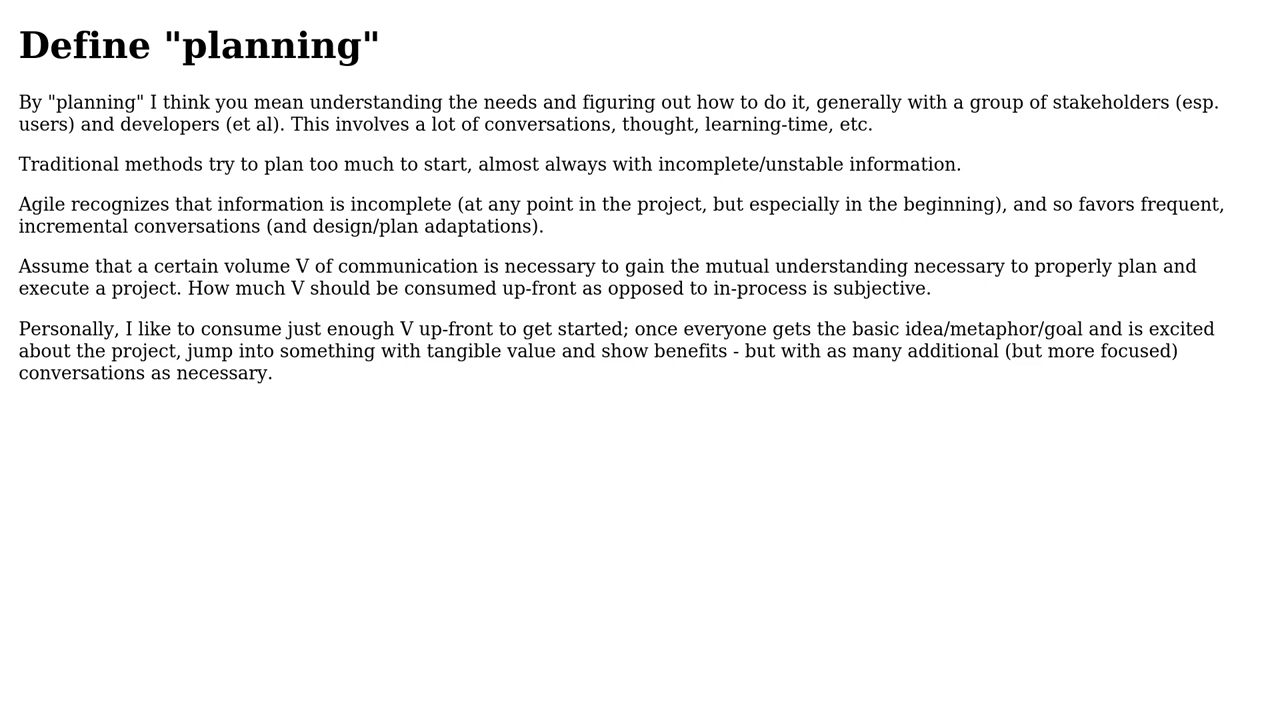 Define "planning"
By "planning" I think you mean understanding the needs and figuring out how to do it, generally with a group of stakeholders (esp.
users) and developers (et al). This involves a lot of conversations, thought, learning-time, etc.
Traditional methods try to plan too much to start, almost always with incomplete/unstable information.
Agile recognizes that information is incomplete (at any point in the project, but especially in the beginning), and so favors frequent,
incremental conversations (and design/plan adaptations).
Assume that a certain volume V of communication is necessary to gain the mutual understanding necessary to properly plan and
execute a project. How much V should be consumed up-front as opposed to in-process is subjective.
Personally, I like to consume just enough V up-front to get started; once everyone gets the basic idea/metaphor/goal and is excited
about the project, jump into something with tangible value and show benefits - but with as many additional (but more focused)
conversations as necessary.